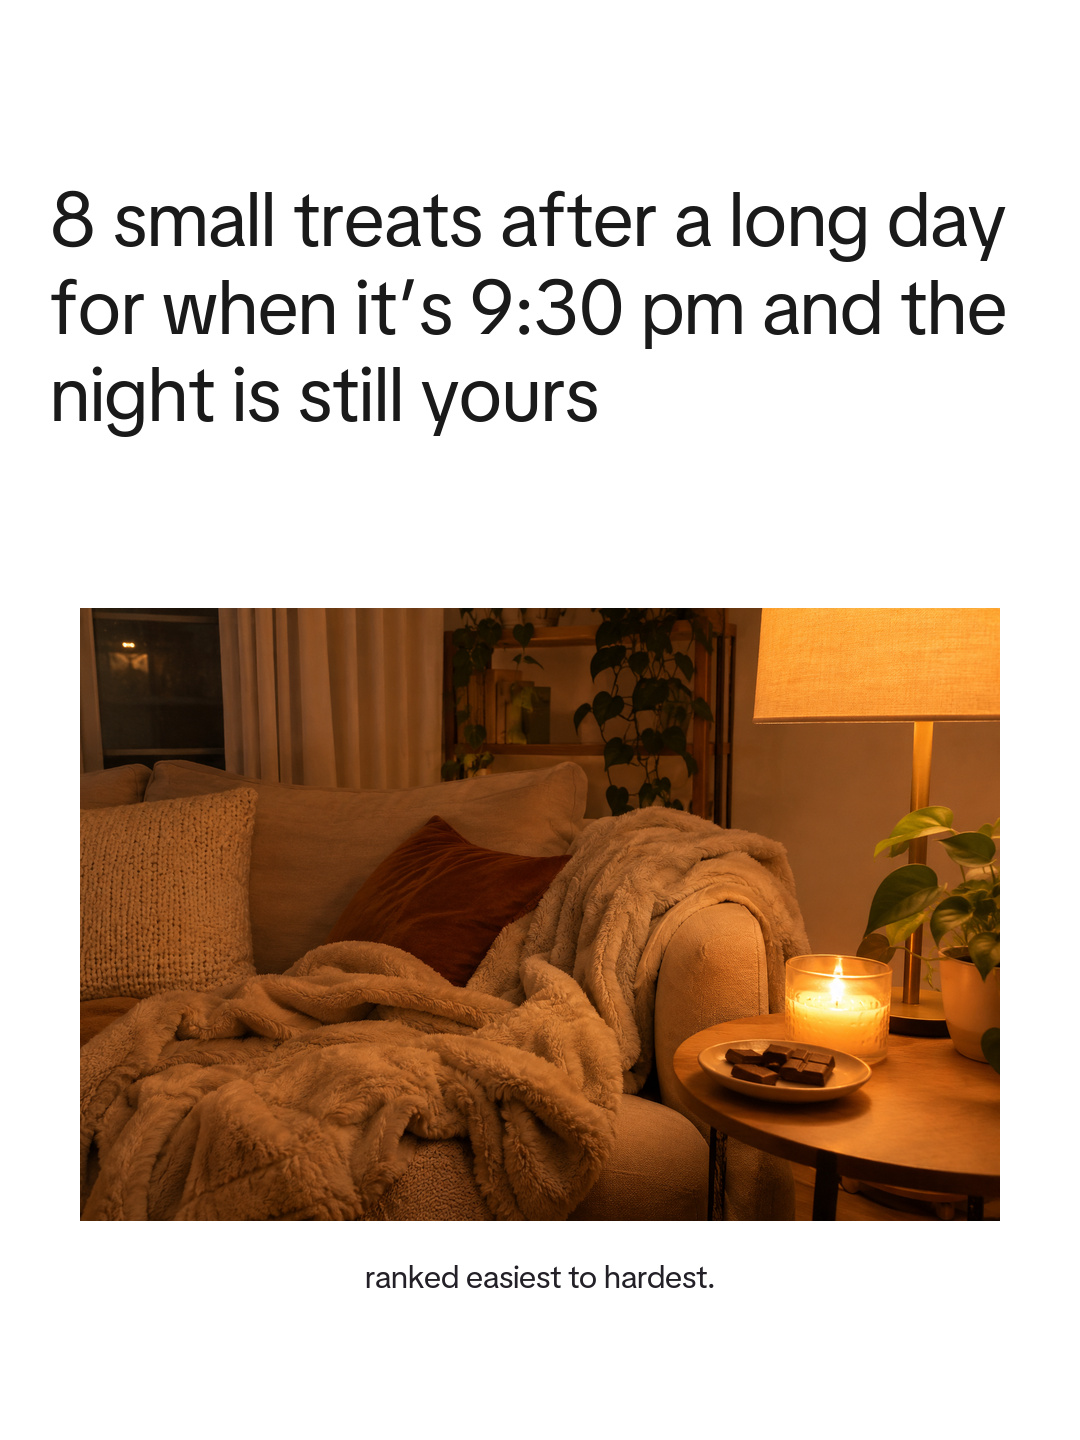 8 small treats after a long day
for when it’s 9:30 pm and the
night is still yours
ranked easiest to hardest.